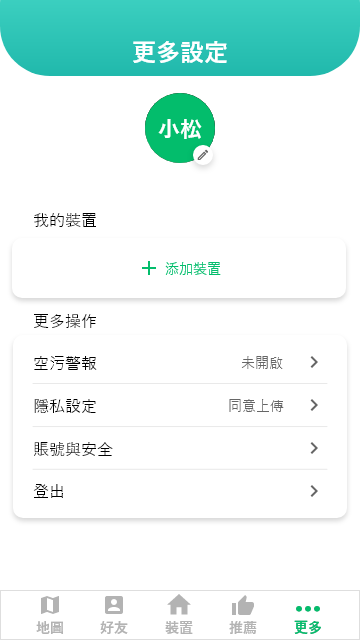 更多設定
小松
我的裝置
添加裝置
更多操作
空污警報 未開啟
隱私設定 同意上傳
賬號與安全
登出
地圖 好友 裝置 推薦 更多